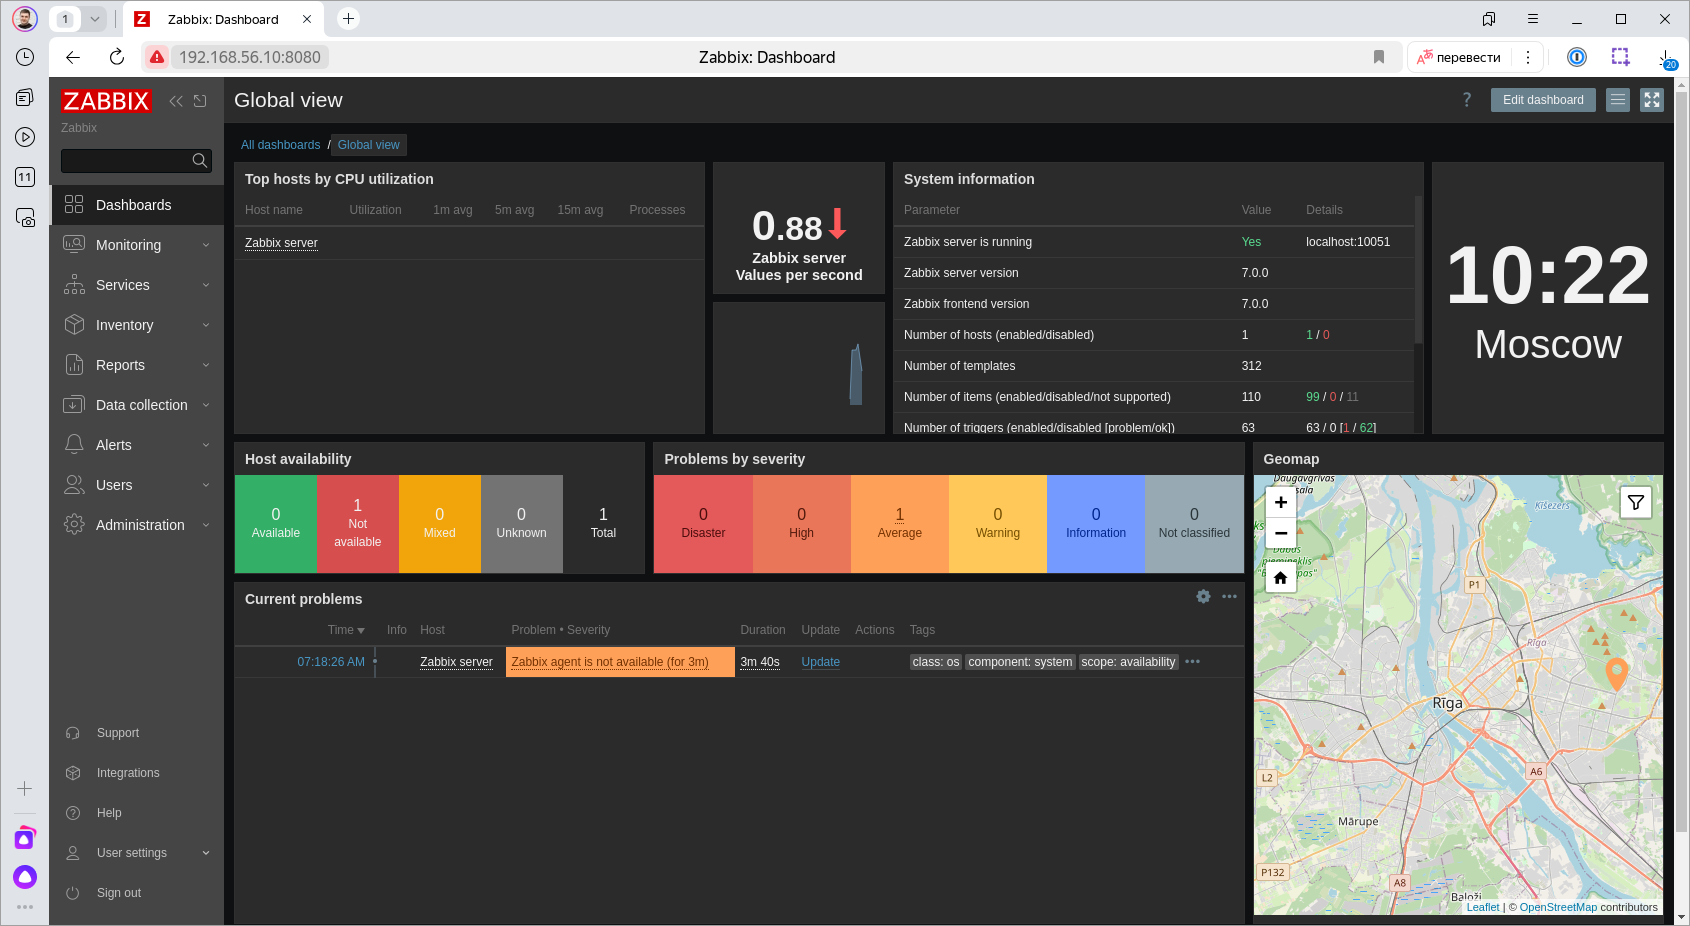 1
Z
Zabbix: Dashboard
192.168.56.10:8080
Zabbix: Dashboard
перевести
20
11
ZABBIX
Zabbix
Global view
?
Edit dashboard
All dashboards / Global view
Dashboards
Monitoring
Services
Inventory
Reports
Data collection
Alerts
Users
Administration
Support
Integrations
Help
User settings
Sign out
Top hosts by CPU utilization
Host name Utilization 1m avg 5m avg 15m avg Processes
Zabbix server
0.88
Zabbix server
Values per second
System information
Parameter Value Details
Zabbix server is running Yes localhost:10051
Zabbix server version 7.0.0
Zabbix frontend version 7.0.0
Number of hosts (enabled/disabled) 1 1 / 0
Number of templates 312
Number of items (enabled/disabled/not supported) 110 99 / 0 / 11
Number of triggers (enabled/disabled [problem/ok]) 63 63 / 0 [1 / 62]
10:22
Moscow
Host availability
0
Available
1
Not
available
0
Mixed
0
Unknown
1
Total
Problems by severity
0
Disaster
0
High
1
Average
0
Warning
0
Information
0
Not classified
Current problems
Time Info Host Problem • Severity Duration Update Actions Tags
07:18:26 AM Zabbix server Zabbix agent is not available (for 3m) 3m 40s Update class: os component: system scope: availability
Geomap
+
−
Daugavgrīvas
sala
Ķīšezers
P1
Rīga
Rīga
A6
L2
Mārupe
P132
A8
Baloži
Leaflet | © OpenStreetMap contributors